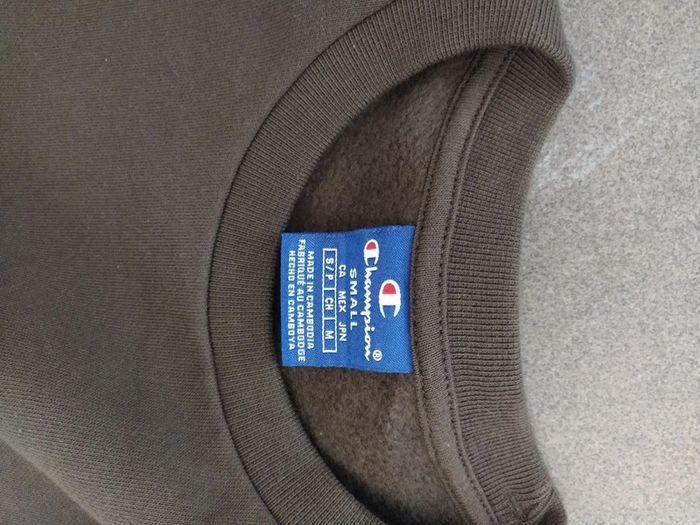 Champion®
SMALL
CA MEX JPN
S/P CH M
MADE IN CAMBODIA
FABRIQUÉ AU CAMBODGE
HECHO EN CAMBOYA